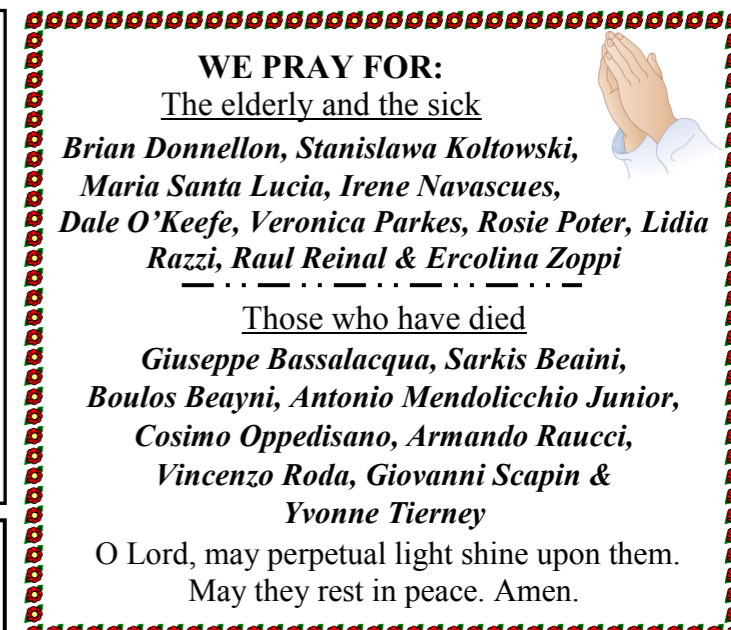 WE PRAY FOR:
The elderly and the sick
Brian Donnellon, Stanislawa Koltowski,
Maria Santa Lucia, Irene Navascues,
Dale O’Keefe, Veronica Parkes, Rosie Poter, Lidia
Razzi, Raul Reinal & Ercolina Zoppi
Those who have died
Giuseppe Bassalacqua, Sarkis Beaini,
Boulos Beayni, Antonio Mendolicchio Junior,
Cosimo Oppedisano, Armando Raucci,
Vincenzo Roda, Giovanni Scapin &
Yvonne Tierney
O Lord, may perpetual light shine upon them.
May they rest in peace. Amen.